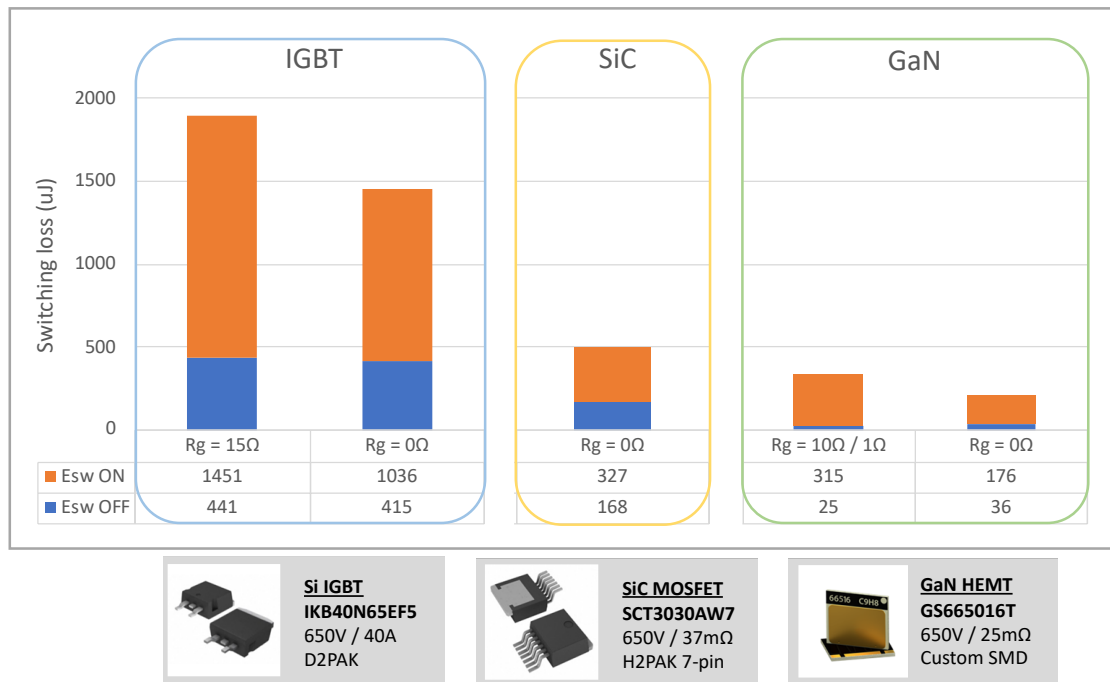 IGBT
SiC
GaN
Switching loss (uJ)
2000
1500
1000
500
0
Rg = 15Ω
Rg = 0Ω
Rg = 0Ω
Rg = 10Ω / 1Ω
Rg = 0Ω
Esw ON
1451
1036
327
315
176
Esw OFF
441
415
168
25
36
Si IGBT
IKB40N65EF5
650V / 40A
D2PAK
SiC MOSFET
SCT3030AW7
650V / 37mΩ
H2PAK 7-pin
66516 C9H8
GaN HEMT
GS665016T
650V / 25mΩ
Custom SMD